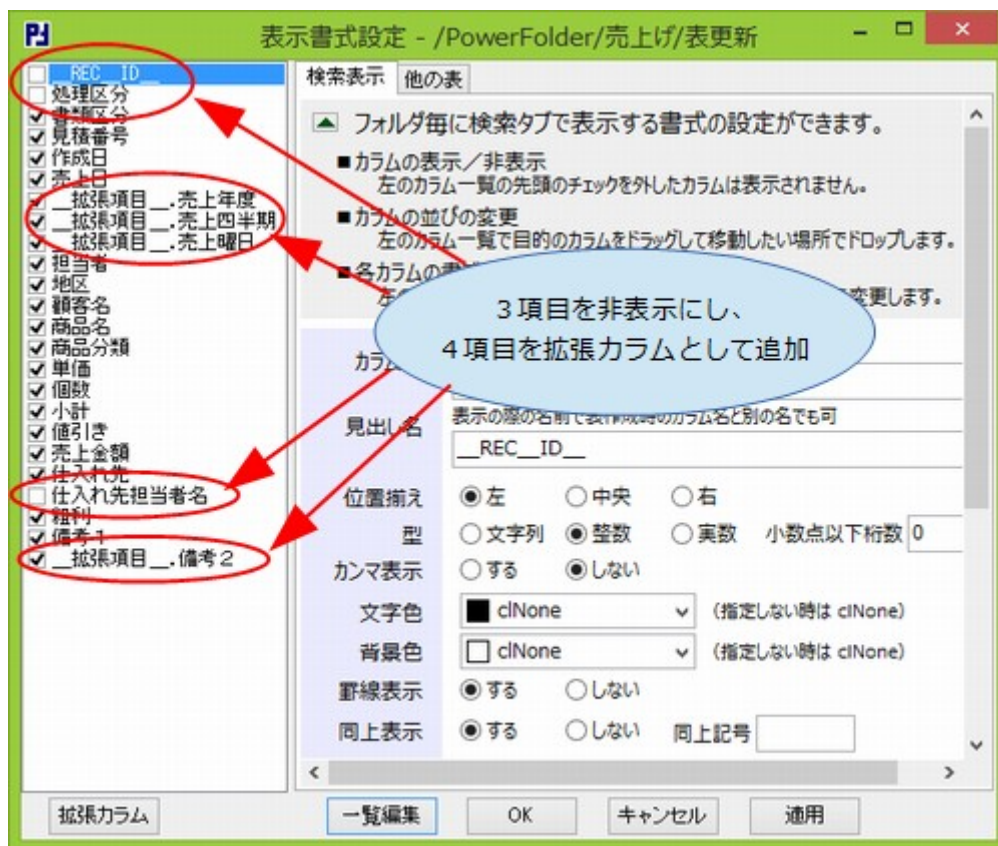 表示書式設定 - /PowerFolder/売上げ/表更新
__REC__ID__
処理区分
書類区分
見積番号
作成日
売上日
__拡張項目__.売上年度
__拡張項目__.売上四半期
__拡張項目__.売上曜日
担当者
地区
顧客名
商品名
商品分類
単価
個数
小計
値引き
売上金額
仕入れ先
仕入れ先担当者名
粗利
備考1
__拡張項目__.備考2
拡張カラム
検索表示 他の表
フォルダ毎に検索タブで表示する書式の設定ができます。
■カラムの表示／非表示
左のカラム一覧の先頭のチェックを外したカラムは表示されません。
■カラムの並びの変更
左のカラム一覧で目的のカラムをドラッグして移動したい場所でドロップします。
■各カラムの
変更します。
3項目を非表示にし、
4項目を拡張カラムとして追加
カラム
見出し名 表示の際の名前で表作成時のカラム名と別の名でも可
__REC__ID__
位置揃え 左 中央 右
型 文字列 整数 実数 小数点以下桁数 0
カンマ表示 する しない
文字色 clNone (指定しない時は clNone)
背景色 clNone (指定しない時は clNone)
罫線表示 する しない
同上表示 する しない 同上記号
一覧編集 OK キャンセル 適用